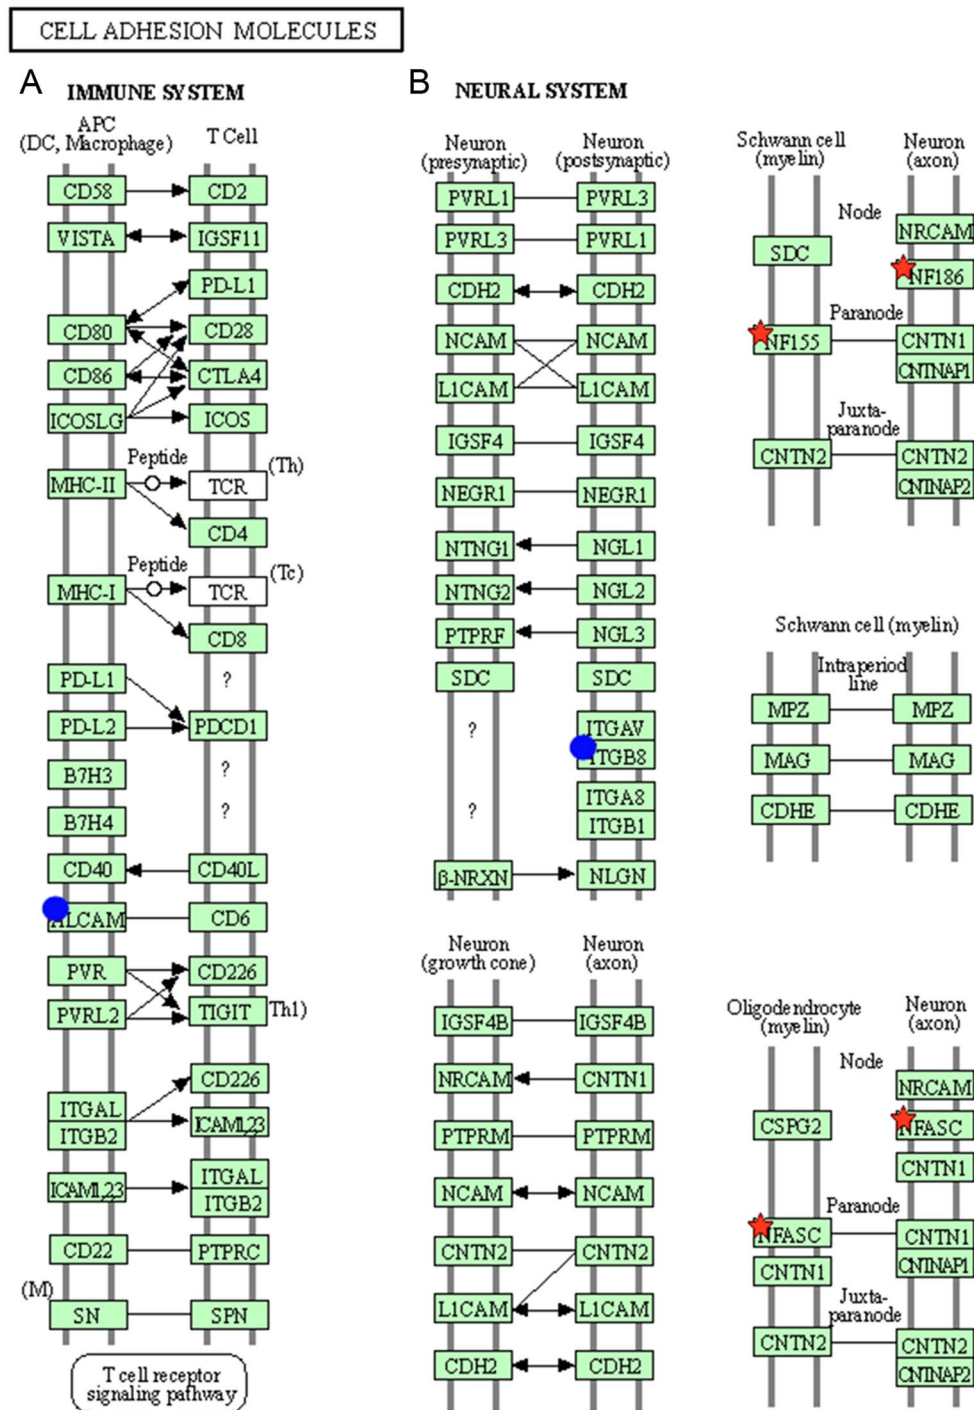 CELL ADHESION MOLECULES
A
IMMUNE SYSTEM
APC
(DC, Macrophage)
T Cell
CD58
CD2
VISTA
IGSF11
PD-L1
CD80
CD28
CD86
CTLA4
ICOSLG
ICOS
Peptide
(Th)
MHC-II
TCR
CD4
Peptide
(Tc)
MHC-I
TCR
CD8
PD-L1
?
PD-L2
PDCD1
B7H3
?
B7H4
?
CD40
CD40L
ALCAM
CD6
PVR
CD226
PVRL2
TIGIT
Th1)
CD226
ITGAL
ITGB2
ICAM1,23
ICAM1,23
ITGAL
ITGB2
CD22
PTPRC
(M)
SN
SPN
T cell receptor
signaling pathway
B
NEURAL SYSTEM
Neuron
(presynaptic)
Neuron
(postsynaptic)
PVRL1
PVRL3
PVRL3
PVRL1
CDH2
CDH2
NCAM
NCAM
L1CAM
L1CAM
IGSF4
IGSF4
NEGR1
NEGR1
NTNG1
NGL1
NTNG2
NGL2
PTPRF
NGL3
SDC
SDC
?
ITGAV
ITGB8
?
ITGA8
ITGB1
β-NRXN
NLGN
Neuron
(growth cone)
Neuron
(axon)
IGSF4B
IGSF4B
NRCAM
CNTN1
PTPRM
PTPRM
NCAM
NCAM
CNTN2
CNTN2
L1CAM
L1CAM
CDH2
CDH2
Schwann cell
(myelin)
Neuron
(axon)
Node
NRCAM
SDC
NF186
Paranode
NF155
CNTN1
CNTNAP1
Juxta-
paranode
CNTN2
CNTN2
CNTNAP2
Schwann cell (myelin)
Intraperiod
line
MPZ
MPZ
MAG
MAG
CDHE
CDHE
Oligodendrocyte
(myelin)
Neuron
(axon)
Node
NRCAM
CSPG2
NFASC
CNTN1
Paranode
NFASC
CNTN1
CNTN1
CNTNAP1
Juxta-
paranode
CNTN2
CNTN2
CNTNAP2